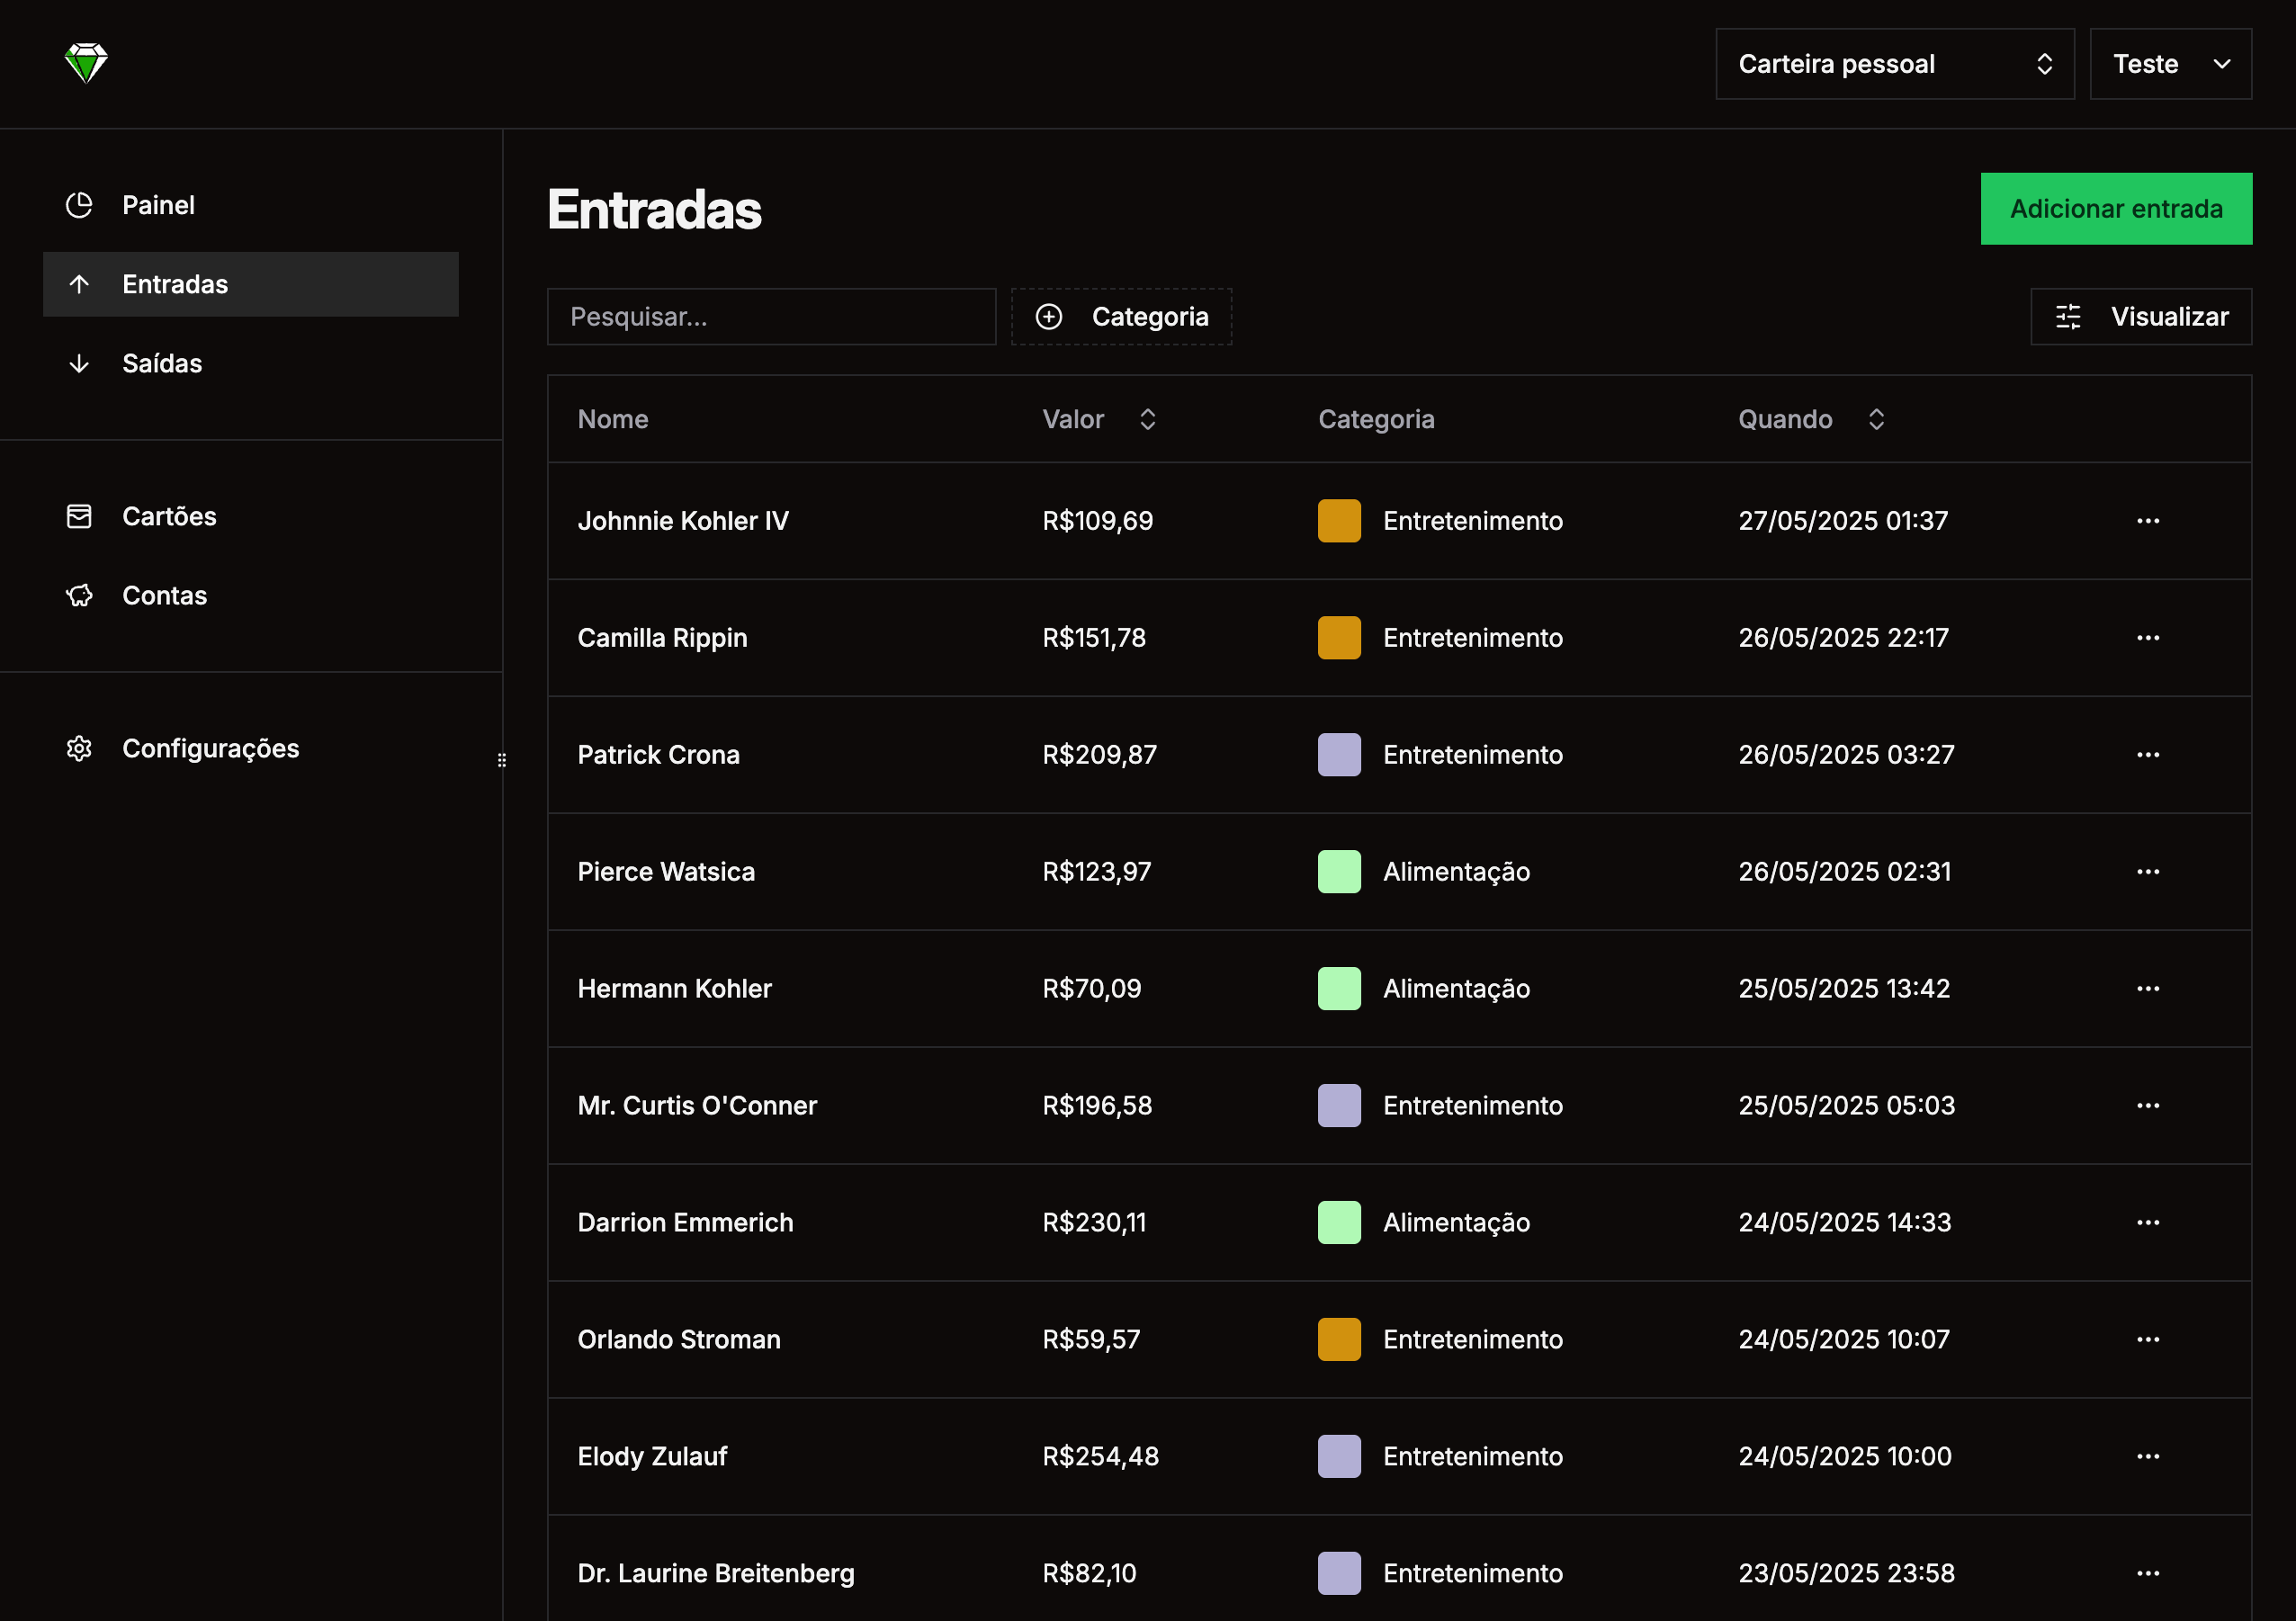 Carteira pessoal
Teste
Painel
Entradas
Saídas
Cartões
Contas
Configurações
Entradas
Adicionar entrada
Pesquisar...
Categoria
Visualizar
Nome Valor Categoria Quando
Johnnie Kohler IV R$109,69 Entretenimento 27/05/2025 01:37
Camilla Rippin R$151,78 Entretenimento 26/05/2025 22:17
Patrick Crona R$209,87 Entretenimento 26/05/2025 03:27
Pierce Watsica R$123,97 Alimentação 26/05/2025 02:31
Hermann Kohler R$70,09 Alimentação 25/05/2025 13:42
Mr. Curtis O'Conner R$196,58 Entretenimento 25/05/2025 05:03
Darrion Emmerich R$230,11 Alimentação 24/05/2025 14:33
Orlando Stroman R$59,57 Entretenimento 24/05/2025 10:07
Elody Zulauf R$254,48 Entretenimento 24/05/2025 10:00
Dr. Laurine Breitenberg R$82,10 Entretenimento 23/05/2025 23:58